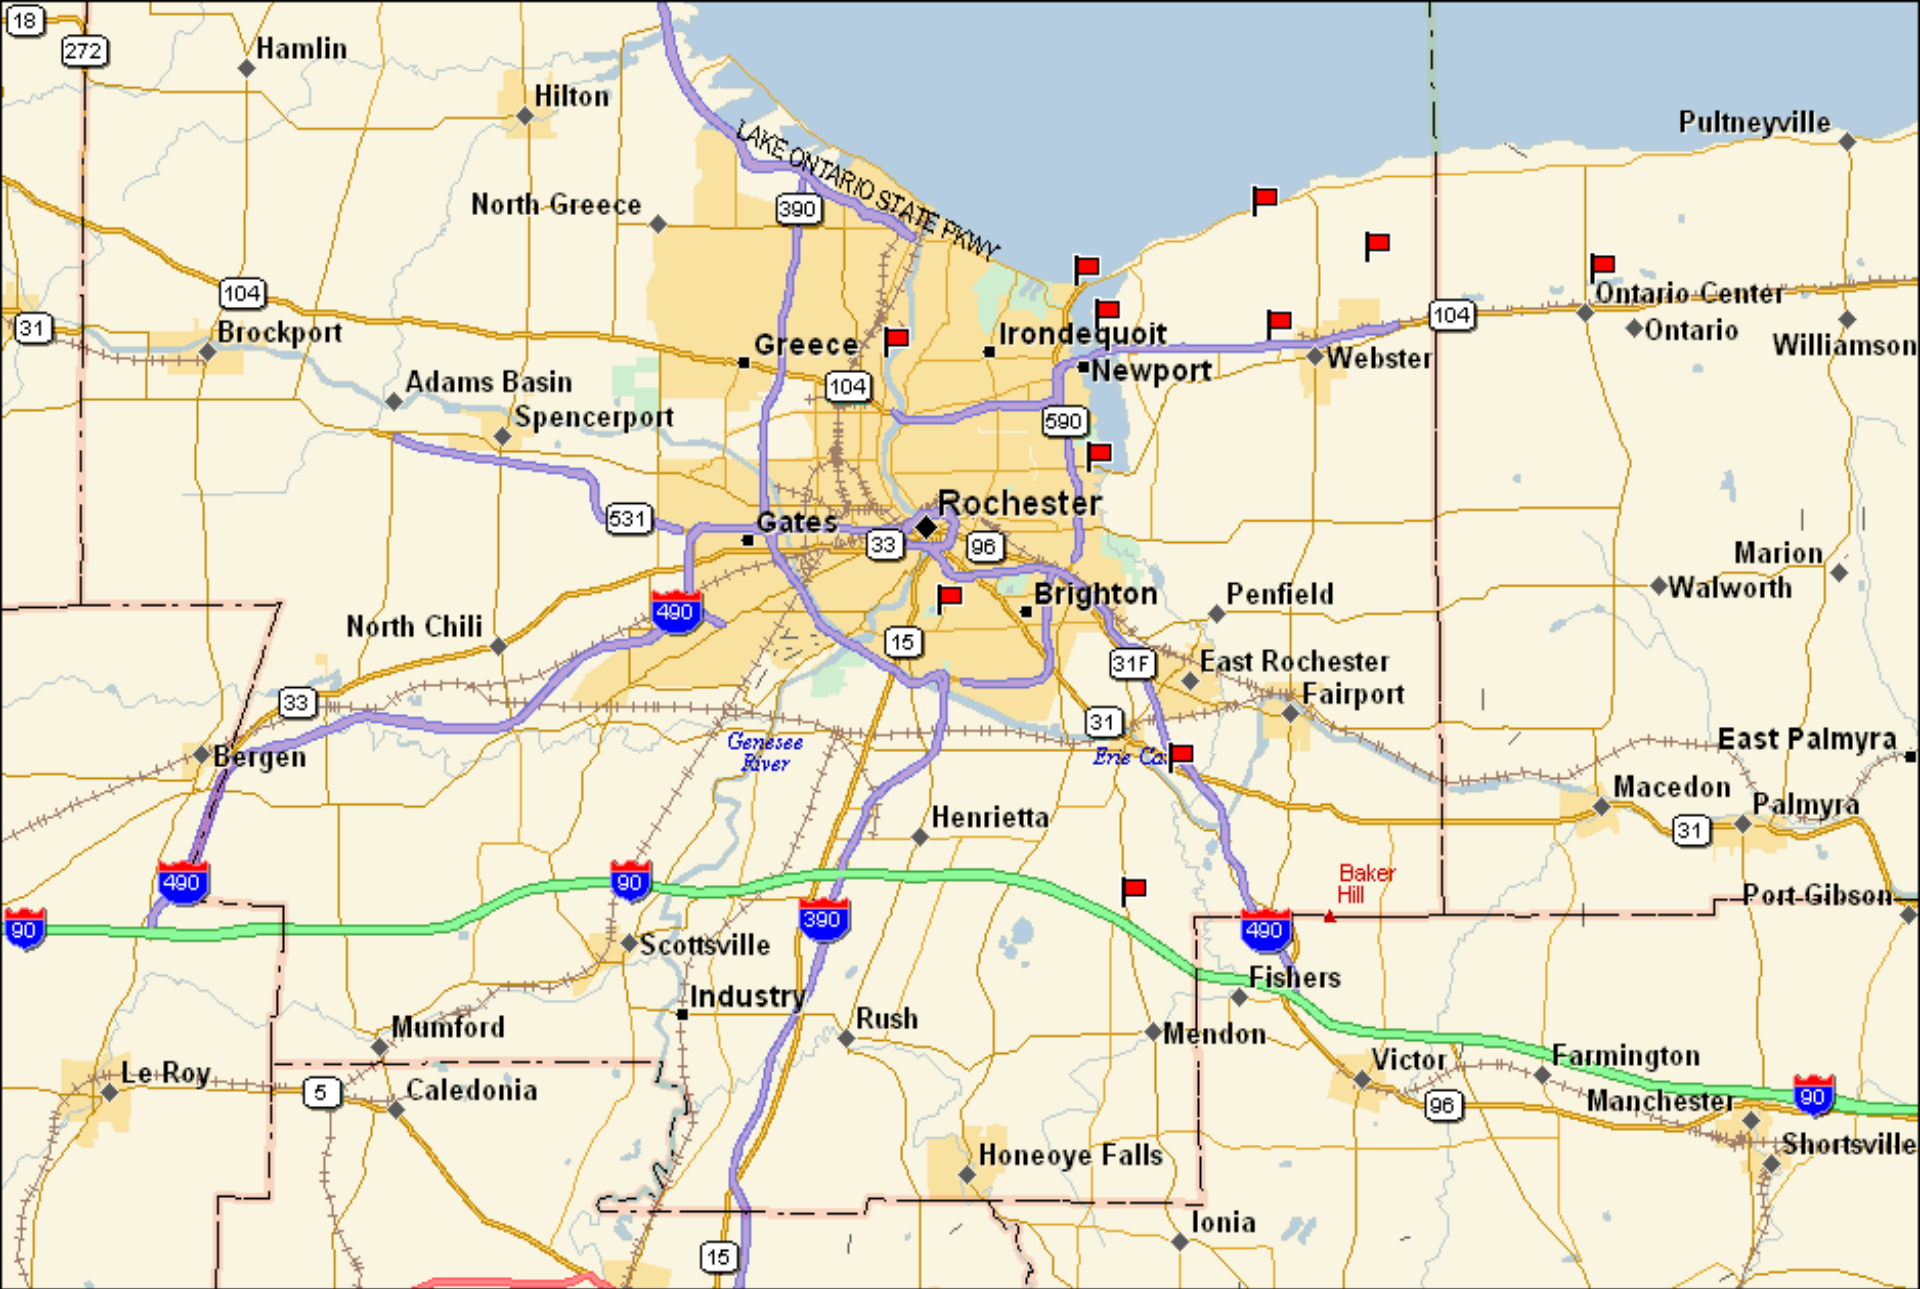 18
272
Hamlin
Hilton
Pultneyville
LAKE ONTARIO STATE PKWY
North Greece
390
104
31
Brockport
Greece
Irondequoit
Ontario Center
104
Ontario
Williamson
Webster
Newport
Adams Basin
104
Spencerport
590
Rochester
531
Gates
33
96
Marion
Walworth
Brighton
Penfield
490
North Chili
15
31F
East Rochester
Fairport
33
31
Genesee
River
Erie Ca
Bergen
East Palmyra
Macedon
Palmyra
31
Henrietta
490
90
Baker
Hill
Port Gibson
90
390
490
Scottsville
Fishers
Industry
Rush
Mumford
Mendon
Victor
Farmington
Le Roy
5
Caledonia
96
Manchester
90
Shortsville
Honeoye Falls
Ionia
15